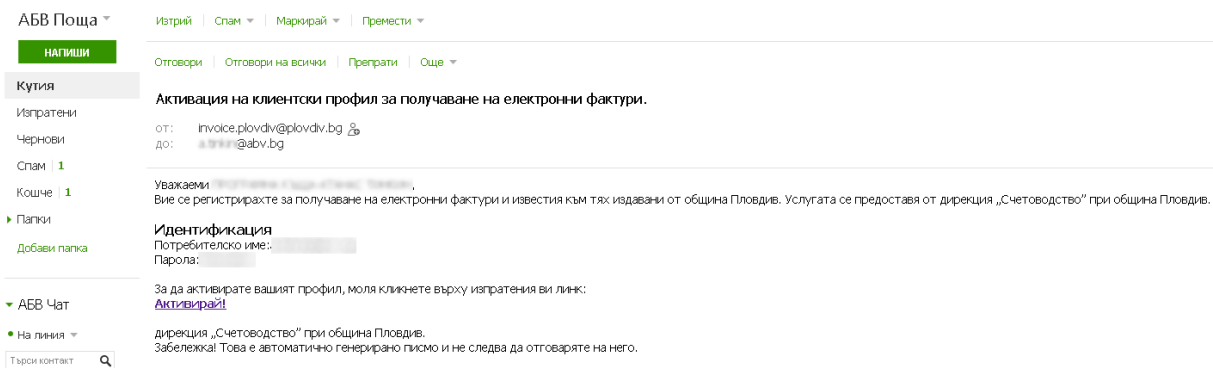 АБВ Поща
НАПИШИ
Кутия
Изпратени
Чернови
Спам | 1
Кошче | 1
Папки
Добави папка
АБВ Чат
На линия
Търси контакт
Изтрий | Спам | Маркирай | Премести
Отговори | Отговори на всички | Препрати | Още
Активация на клиентски профил за получаване на електронни фактури.
от: invoice.plovdiv@plovdiv.bg
до: @abv.bg
Уважаеми ,
Вие се регистрирахте за получаване на електронни фактури и известия към тях издавани от община Пловдив. Услугата се предоставя от дирекция „Счетоводство” при община Пловдив.
Идентификация
Потребителско име:
Парола:
За да активирате вашият профил, моля кликнете върху изпратения ви линк:
Активирай!
дирекция „Счетоводство” при община Пловдив.
Забележка! Това е автоматично генерирано писмо и не следва да отговаряте на него.